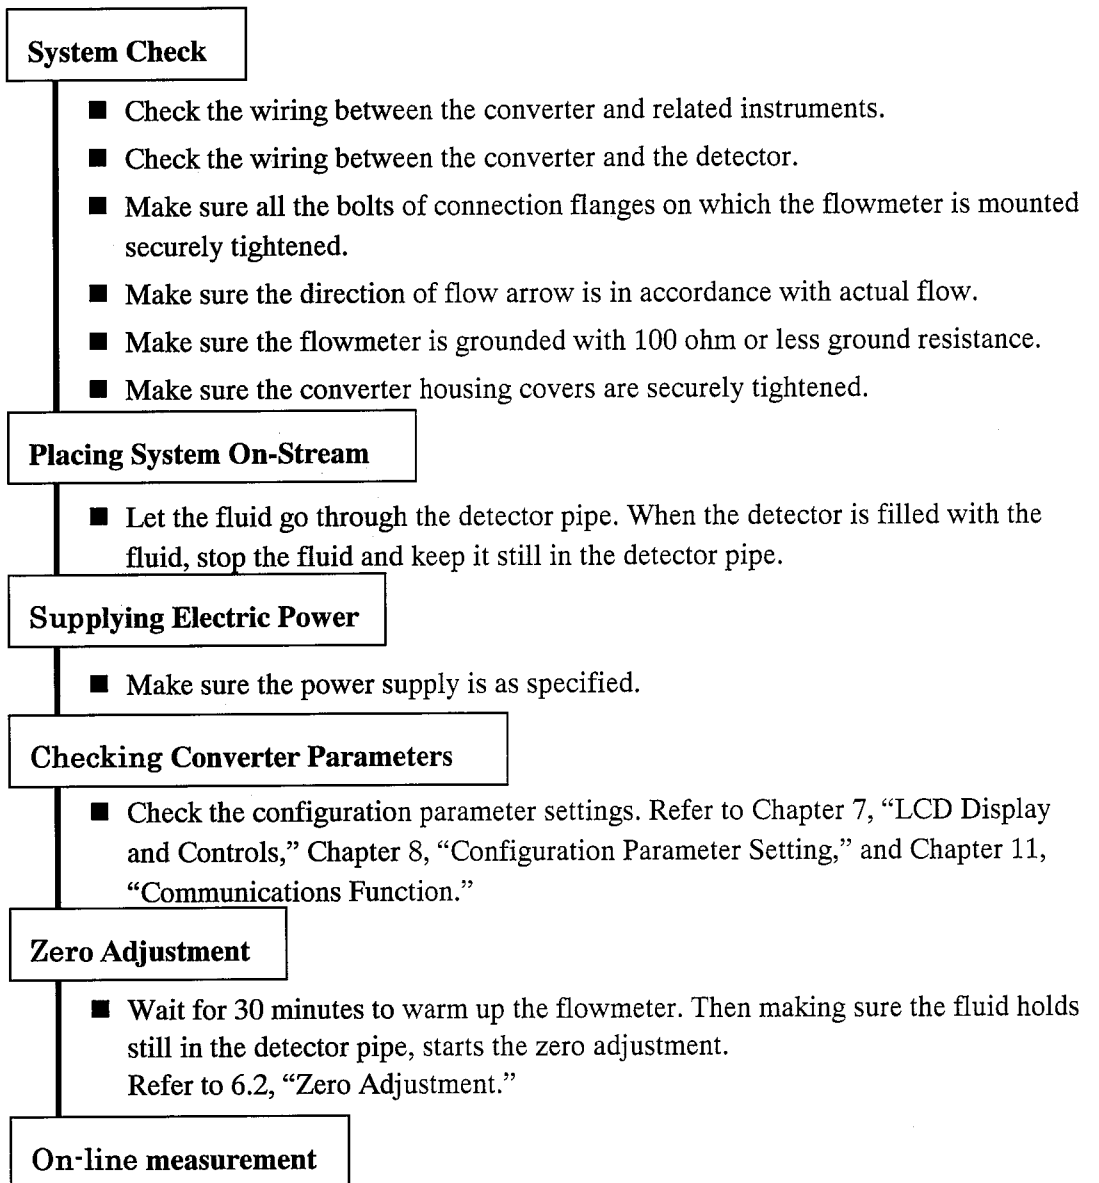 System Check
■ Check the wiring between the converter and related instruments.
■ Check the wiring between the converter and the detector.
■ Make sure all the bolts of connection flanges on which the flowmeter is mounted
securely tightened.
■ Make sure the direction of flow arrow is in accordance with actual flow.
■ Make sure the flowmeter is grounded with 100 ohm or less ground resistance.
■ Make sure the converter housing covers are securely tightened.
Placing System On-Stream
■ Let the fluid go through the detector pipe. When the detector is filled with the
fluid, stop the fluid and keep it still in the detector pipe.
Supplying Electric Power
■ Make sure the power supply is as specified.
Checking Converter Parameters
■ Check the configuration parameter settings. Refer to Chapter 7, “LCD Display
and Controls,” Chapter 8, “Configuration Parameter Setting,” and Chapter 11,
“Communications Function.”
Zero Adjustment
■ Wait for 30 minutes to warm up the flowmeter. Then making sure the fluid holds
still in the detector pipe, starts the zero adjustment.
Refer to 6.2, “Zero Adjustment.”
On-line measurement